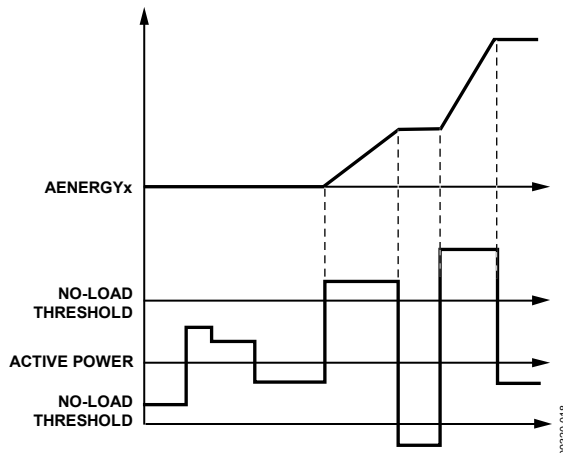 AENERGYx
NO-LOAD
THRESHOLD
ACTIVE POWER
NO-LOAD
THRESHOLD